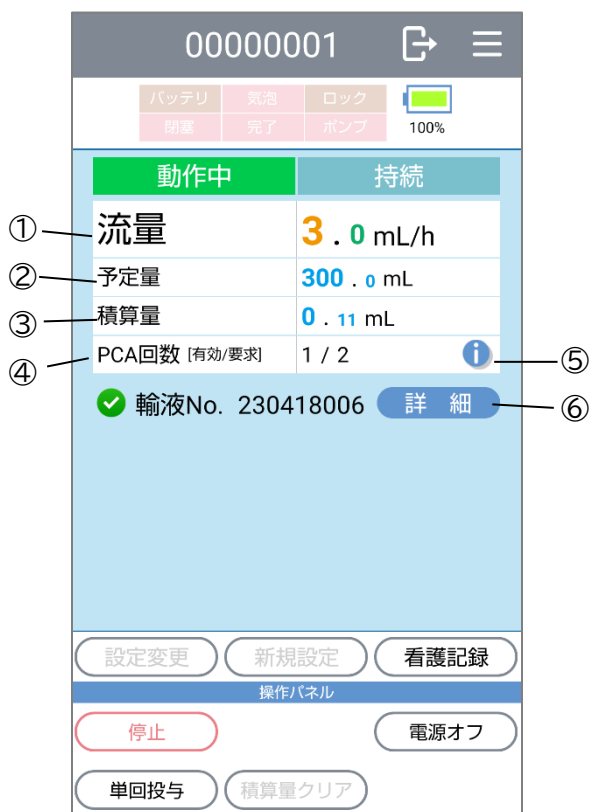 00000001
バッテリ 気泡 ロック
閉塞 完了 ポンプ 100%
動作中 持続
① 流量 3 . 0 mL/h
② 予定量 300 . 0 mL
③ 積算量 0 . 11 mL
④ PCA回数 [有効/要求] 1 / 2 i ⑤
輸液No. 230418006 詳 細 ⑥
設定変更 新規設定 看護記録
操作パネル
停止 電源オフ
単回投与 積算量クリア